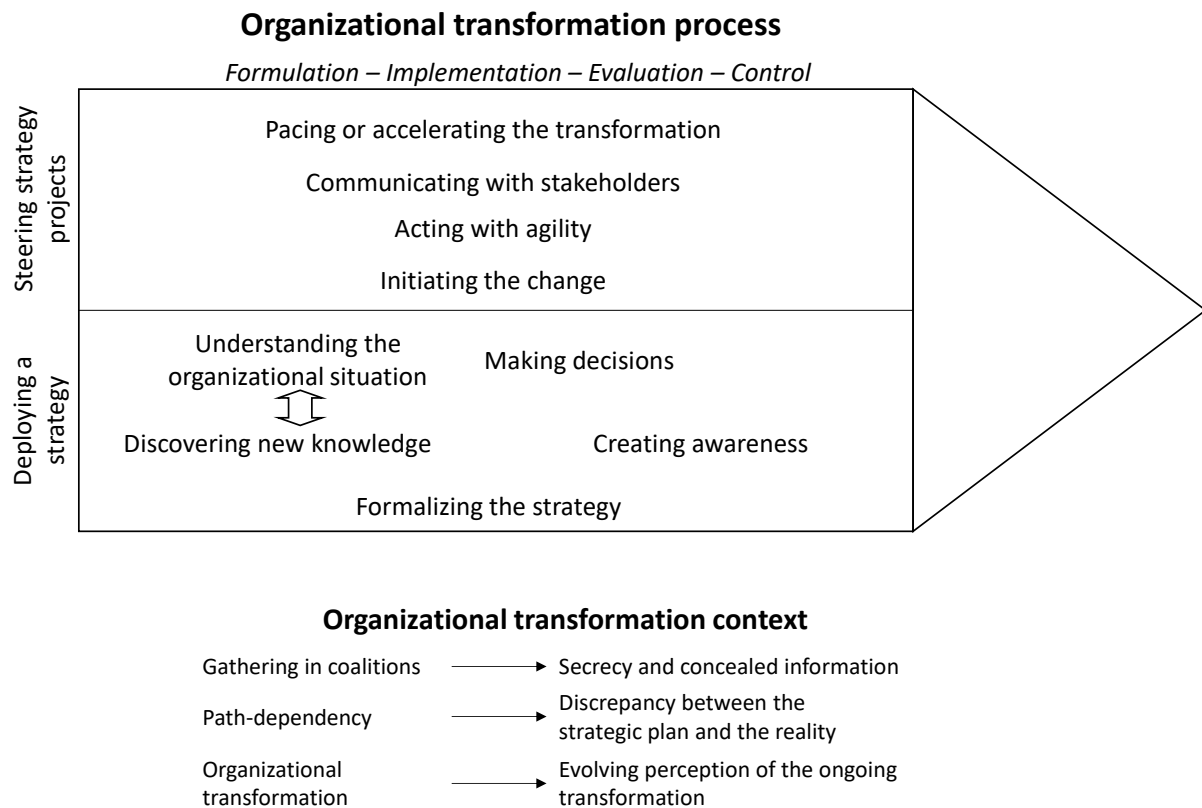 Organizational transformation process
Formulation – Implementation – Evaluation – Control
Steering strategy
projects
Pacing or accelerating the transformation
Communicating with stakeholders
Acting with agility
Initiating the change
Deploying a
strategy
Understanding the
organizational situation
Making decisions
Discovering new knowledge
Creating awareness
Formalizing the strategy
Organizational transformation context
Gathering in coalitions
Secrecy and concealed information
Path-dependency
Discrepancy between the
strategic plan and the reality
Organizational
transformation
Evolving perception of the ongoing
transformation